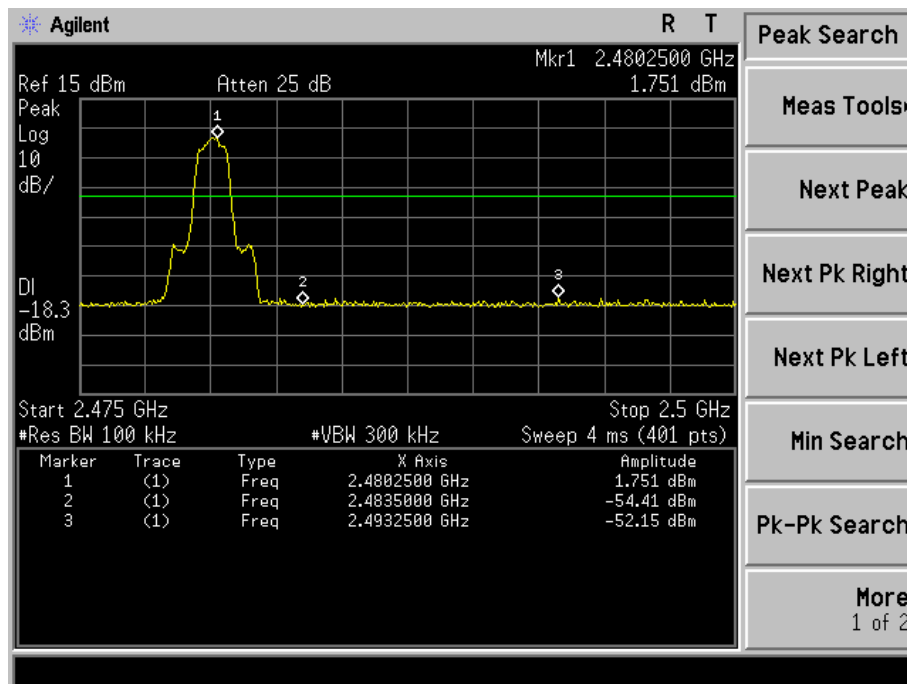 Agilent
R T
Mkr1 2.4802500 GHz
Ref 15 dBm Atten 25 dB 1.751 dBm
Peak
Log
10
dB/
1
2
3
DI
-18.3
dBm
Start 2.475 GHz Stop 2.5 GHz
#Res BW 100 kHz #VBW 300 kHz Sweep 4 ms (401 pts)
Marker Trace Type X Axis Amplitude
1 (1) Freq 2.4802500 GHz 1.751 dBm
2 (1) Freq 2.4835000 GHz -54.41 dBm
3 (1) Freq 2.4932500 GHz -52.15 dBm
Peak Search
Meas Tools
Next Peak
Next Pk Right
Next Pk Left
Min Search
Pk-Pk Search
More
1 of 2